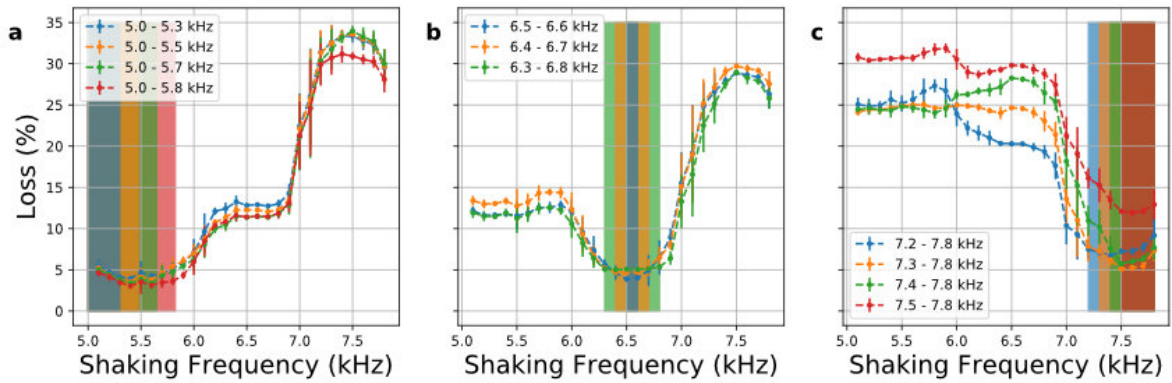 a
5.0 - 5.3 kHz
5.0 - 5.5 kHz
5.0 - 5.7 kHz
5.0 - 5.8 kHz
Loss (%)
35
30
25
20
15
10
5
0
5.0 5.5 6.0 6.5 7.0 7.5
Shaking Frequency (kHz)
b
6.5 - 6.6 kHz
6.4 - 6.7 kHz
6.3 - 6.8 kHz
5.0 5.5 6.0 6.5 7.0 7.5
Shaking Frequency (kHz)
c
7.2 - 7.8 kHz
7.3 - 7.8 kHz
7.4 - 7.8 kHz
7.5 - 7.8 kHz
5.0 5.5 6.0 6.5 7.0 7.5
Shaking Frequency (kHz)